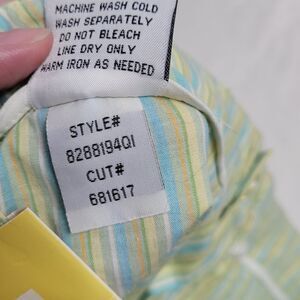 MACHINE WASH COLD
WASH SEPARATELY
DO NOT BLEACH
LINE DRY ONLY
WARM IRON AS NEEDED
STYLE#
8288194QI
CUT#
681617